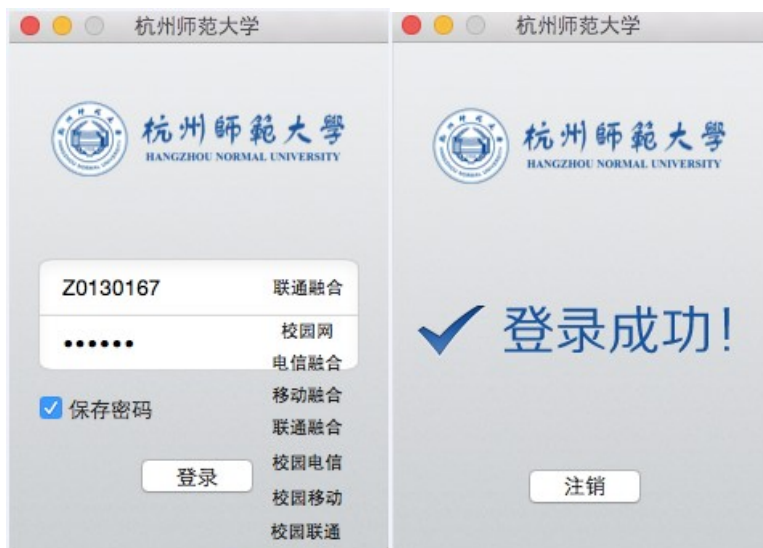 杭州师范大学
杭州師範大學
HANGZHOU NORMAL UNIVERSITY
Z0130167
联通融合
••••••
校园网
电信融合
移动融合
保存密码
联通融合
校园电信
登录
校园移动
校园联通
杭州师范大学
杭州師範大學
HANGZHOU NORMAL UNIVERSITY
登录成功!
注销